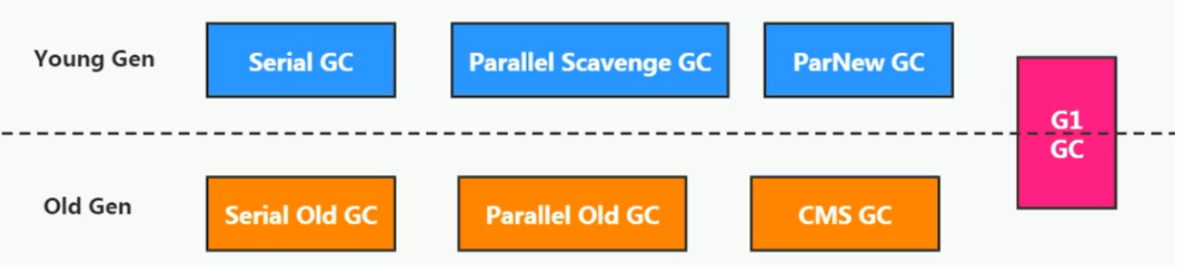 Young Gen
Serial GC
Parallel Scavenge GC
ParNew GC
G1
GC
Old Gen
Serial Old GC
Parallel Old GC
CMS GC